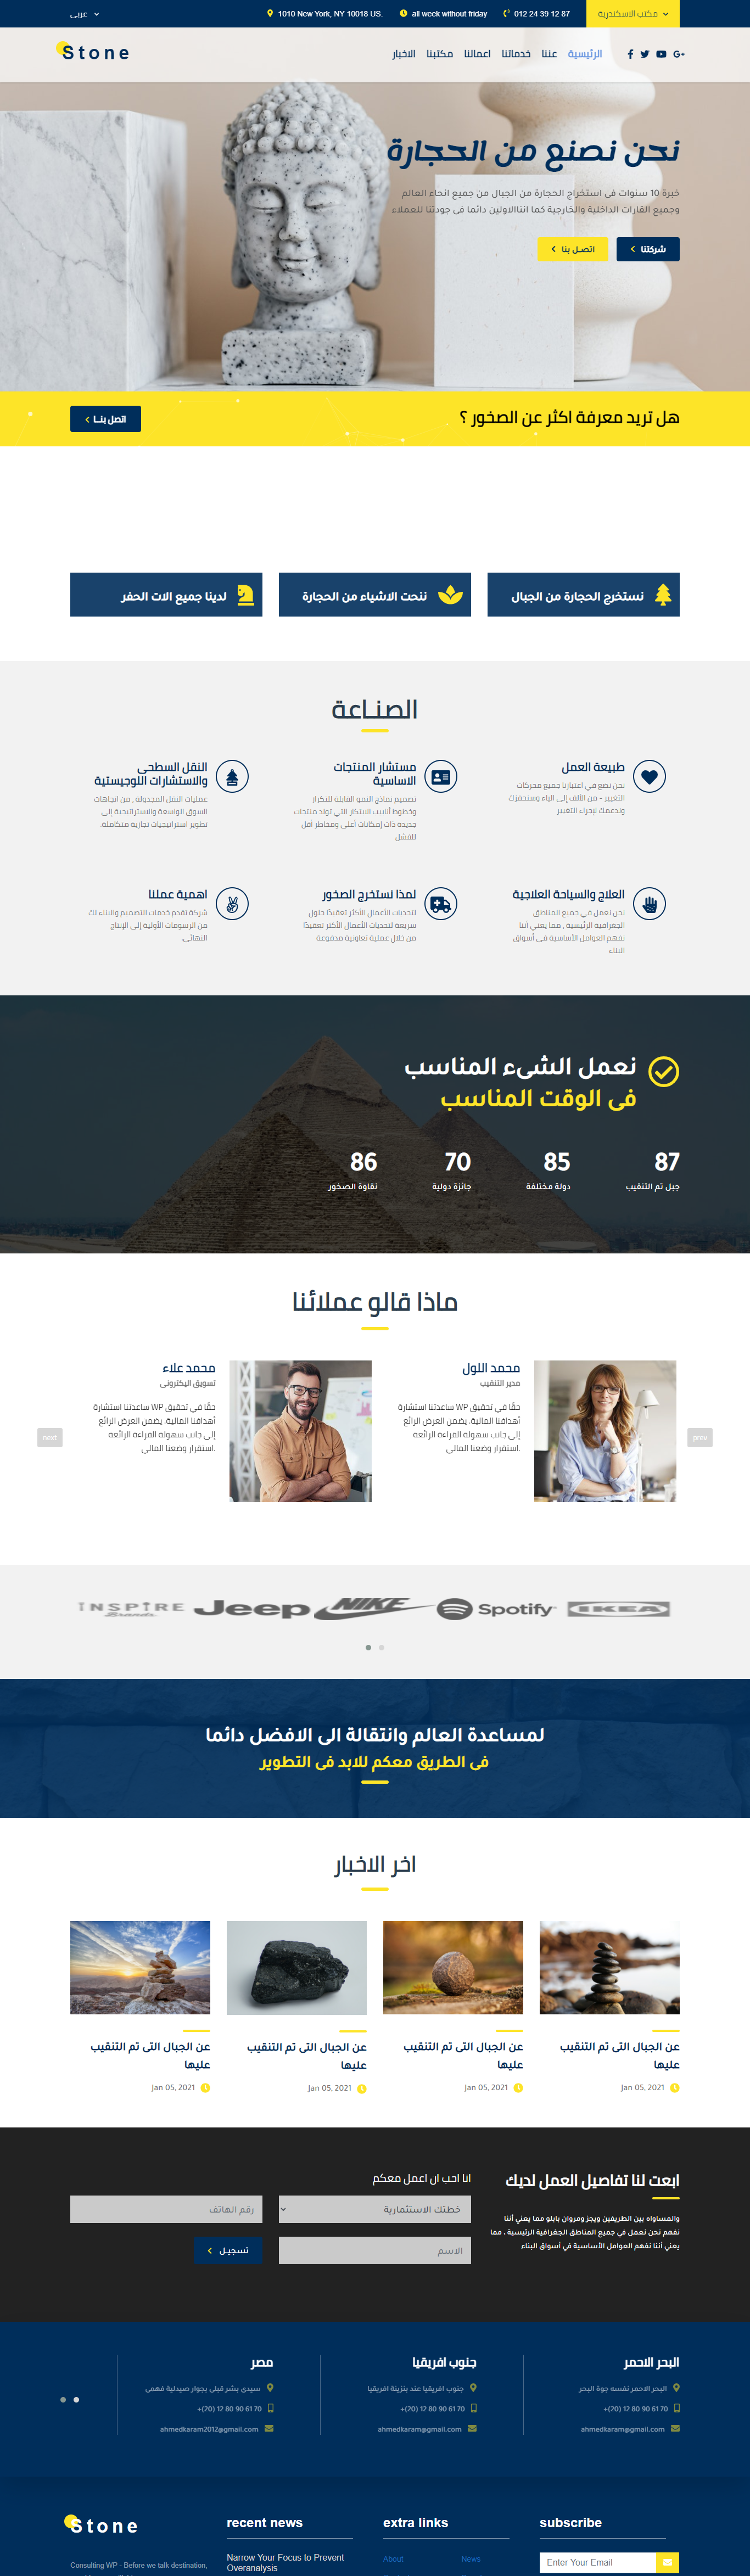 مكتب الاسكندرية
012 24 39 12 87
all week without friday
1010 New York, NY 10018 US.
عربى
الرئيسية عننا خدماتنا اعمالنا مكتبنا الاخبار
Stone
نحن نصنع من الحجارة
خبرة 10 سنوات فى استخراج الحجارة من الجبال من جميع انحاء العالم
وجميع القارات الداخلية والخارجية كما اننااالاولين دائما فى جودتنا للعملاء
شركتنا
اتصـل بنا
هل تريد معرفة اكثر عن الصخور ؟
اتصل بنــا
نستخرج الحجارة من الجبال
ننحت الاشياء من الحجارة
لدينا جميع الات الحفر
الصنـاعة
طبيعة العمل
نحن نضع في اعتبارنا جميع محركات
التغيير - من الألف إلى الياء وسنحفزك
وندعمك لإجراء التغيير
مستشار المنتجات
الاساسية
تصميم نماذج النمو القابلة للتكرار
وخطوط أنابيب الابتكار التي تولد منتجات
جديدة ذات إمكانات أعلى ومخاطر أقل
للفشل
النقل السطحى
والاستشارات اللوجيستية
عمليات النقل المجدولة ، من اتجاهات
السوق الواسعة والاستراتيجية إلى
تطوير استراتيجيات تجارية متكاملة.
العلاج والسياحة العلاجية
نحن نعمل في جميع المناطق
الجغرافية الرئيسية ، مما يعني أننا
نفهم العوامل الأساسية في أسواق
البناء
لمذا نستخرج الصخور
لتحديات الأعمال الأكثر تعقيدًا حلول
سريعة لتحديات الأعمال الأكثر تعقيدًا
من خلال عملية تعاونية مدفوعة
اهمية عملنا
شركة تقدم خدمات التصميم والبناء لك
من الرسومات الأولية إلى الإنتاج
النهائي.
نعمل الشىء المناسب
فى الوقت المناسب
87
جبل تم التنقيب
85
دولة مختلفة
70
جائزة دولية
86
نقاوة الصخور
ماذا قالو عملائنا
محمد اللول
مدير التنقيب
حقًا في تحقيق WP ساعدتنا استشارة
أهدافنا المالية. يضمن العرض الرائع
إلى جانب سهولة القراءة الرائعة
.استقرار وضعنا المالي
محمد علاء
تسويق اليكترونى
حقًا في تحقيق WP ساعدتنا استشارة
أهدافنا المالية. يضمن العرض الرائع
إلى جانب سهولة القراءة الرائعة
.استقرار وضعنا المالي
prev
next
INSPIRE
Brands
Jeep
NIKE
Spotify
IKEA
لمساعدة العالم وانتقالة الى الافضل دائما
فى الطريق معكم للابد فى التطوير
اخر الاخبار
عن الجبال التى تم التنقيب
عليها
Jan 05, 2021
عن الجبال التى تم التنقيب
عليها
Jan 05, 2021
عن الجبال التى تم التنقيب
عليها
Jan 05, 2021
عن الجبال التى تم التنقيب
عليها
Jan 05, 2021
ابعت لنا تفاصيل العمل لديك
والمساواه بين الطريفين ويجز ومروان بابلو مما يعني أننا
نفهم نحن نعمل في جميع المناطق الجغرافية الرئيسية ، مما
يعني أننا نفهم العوامل الأساسية في أسواق البناء
انا احب ان اعمل معكم
خطتك الاستثمارية
رقم الهاتف
الاسم
تسجيـل
البحر الاحمر
البحر الاحمر نفسه جوة البحر
+(20) 12 80 90 61 70
ahmedkaram@gmail.com
جنوب افريقيا
جنوب افريقيا عند بنزينة افريقيا
+(20) 12 80 90 61 70
ahmedkaram@gmail.com
مصر
سيدى بشر قبلى بجوار صيدلية فهمى
+(20) 12 80 90 61 70
ahmedkaram2012@gmail.com
Stone
Consulting WP - Before we talk destination,
recent news
Narrow Your Focus to Prevent
Overanalysis
extra links
About
News
subscribe
Enter Your Email